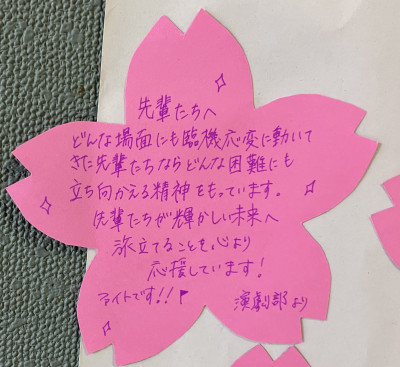 先輩たちへ
どんな場面にも臨機応変に動いて
きた先輩たちならどんな困難にも
立ち向かえる精神をもっています。
先輩たちが輝かしい未来へ
旅立てることを心より
応援しています!
ファイトです!!
演劇部より